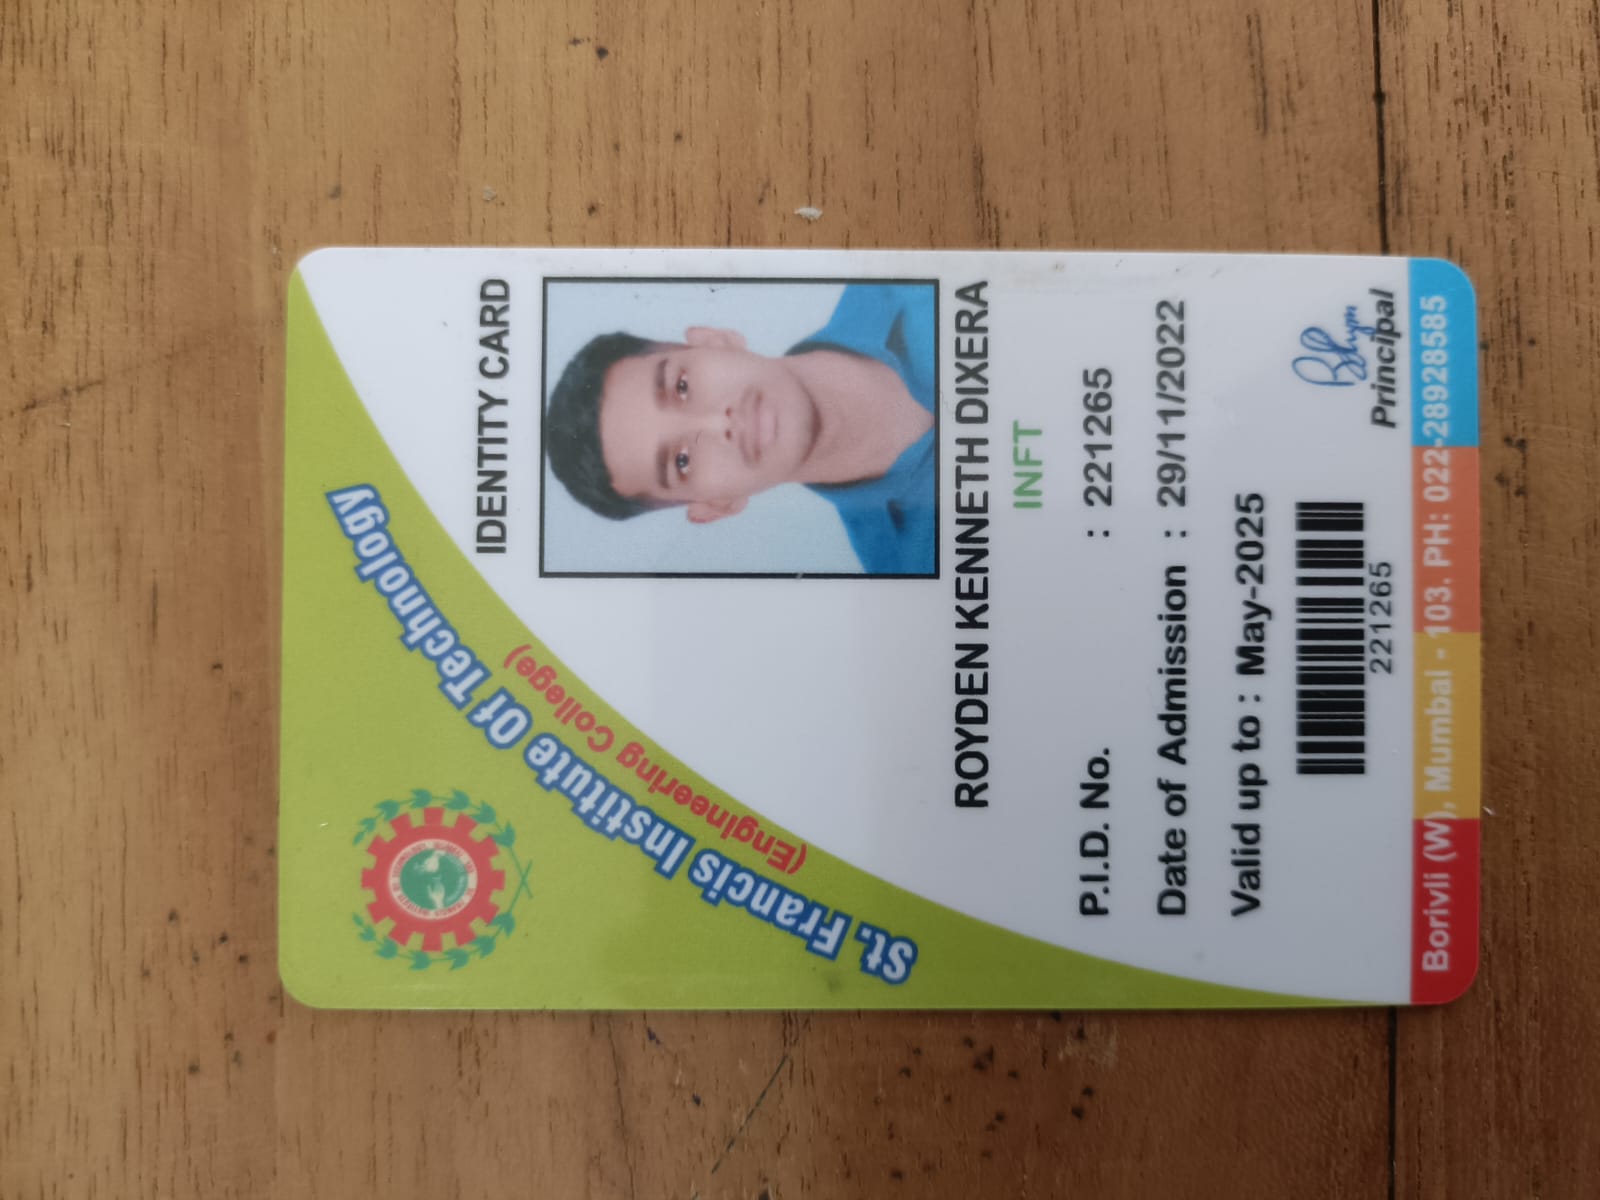 St. Francis Institute Of Technology
(Engineering College)
IDENTITY CARD
ROYDEN KENNETH DIXERA
INFT
P.I.D. No. : 221265
Date of Admission : 29/11/2022
Valid up to : May-2025
221265
Principal
Borivli (W), Mumbai - 103. PH: 022-28928585